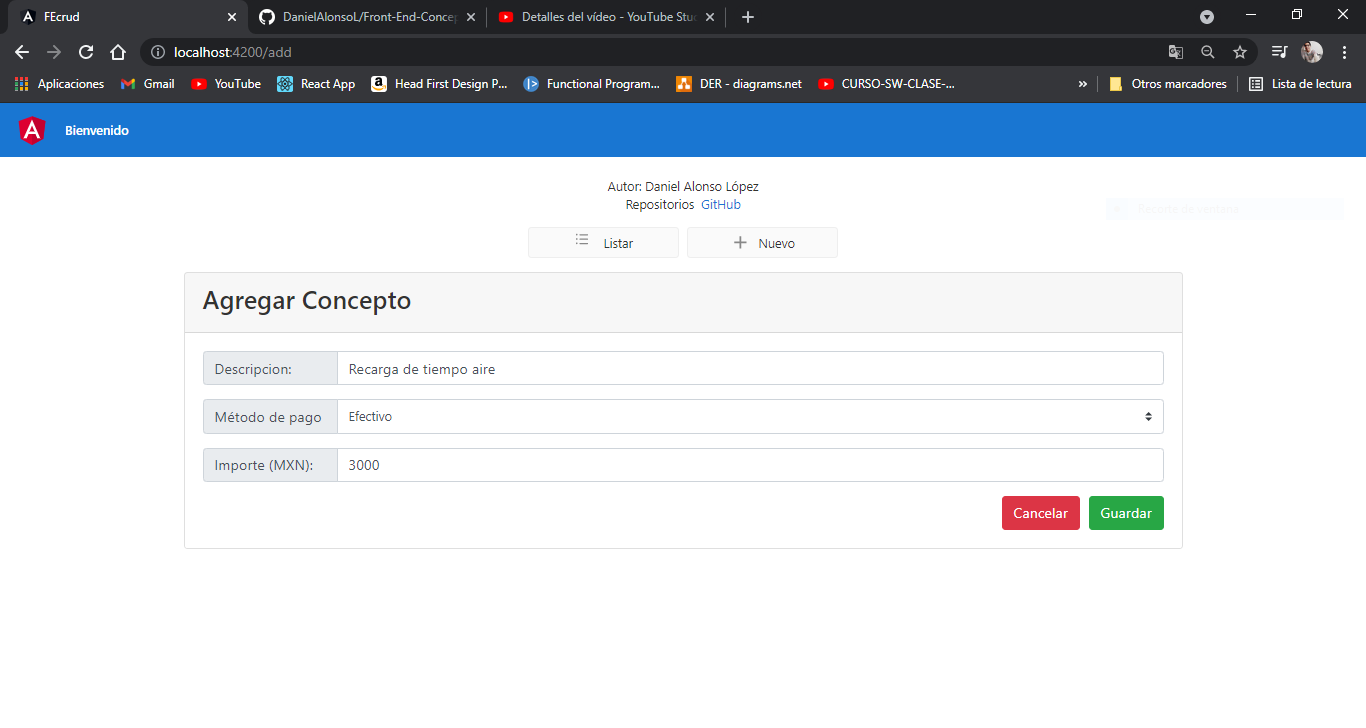 FEcrud
DanielAlonsoL/Front-End-Concep
Detalles del vídeo - YouTube Stu
localhost:4200/add
Aplicaciones
Gmail
YouTube
React App
Head First Design P...
Functional Program...
DER - diagrams.net
CURSO-SW-CLASE-...
»
Otros marcadores
Lista de lectura
Bienvenido
Autor: Daniel Alonso López
Repositorios GitHub
Listar
Nuevo
Agregar Concepto
Descripcion: Recarga de tiempo aire
Método de pago Efectivo
Importe (MXN): 3000
Cancelar Guardar